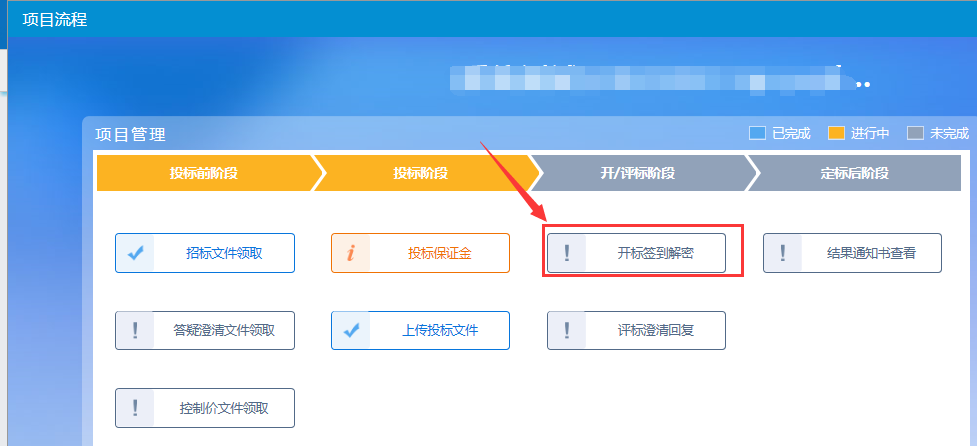 项目流程
..
项目管理
已完成 进行中 未完成
投标前阶段 投标阶段 开/评标阶段 定标后阶段
招标文件领取 投标保证金 开标签到解密 结果通知书查看
答疑澄清文件领取 上传投标文件 评标澄清回复
控制价文件领取